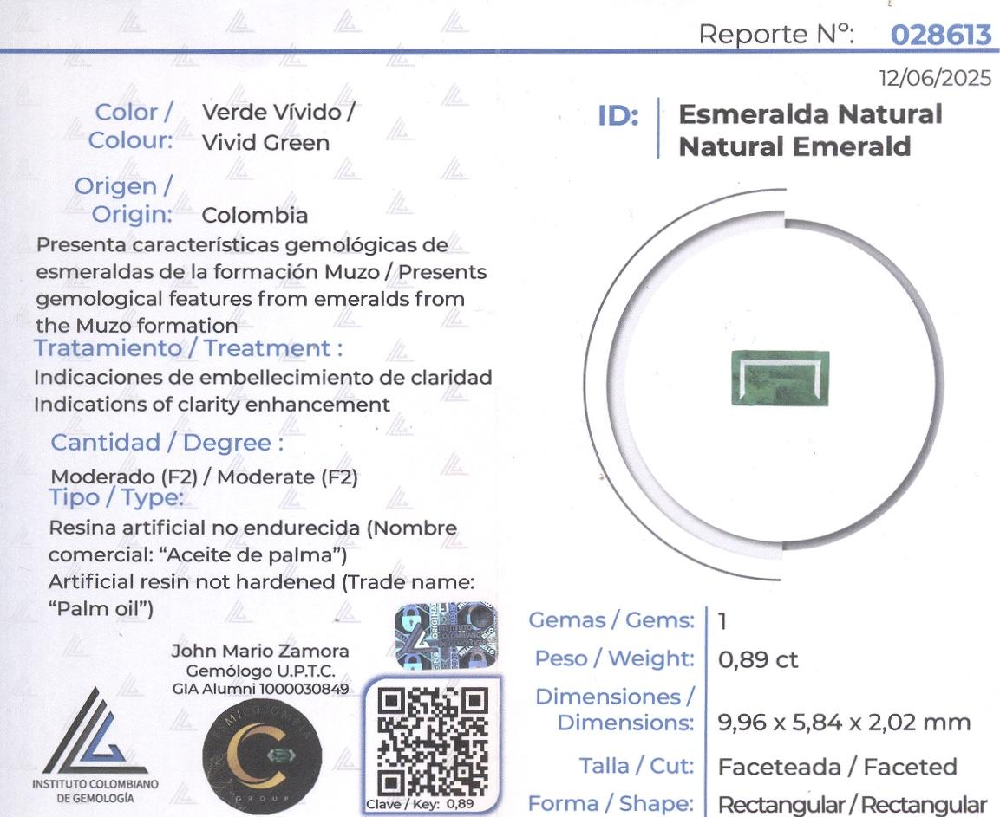 Reporte Nº: 028613
12/06/2025
Color / Verde Vívido /
Colour: Vivid Green
Origen /
Origin: Colombia
Presenta características gemológicas de
esmeraldas de la formación Muzo / Presents
gemological features from emeralds from
the Muzo formation
Tratamiento / Treatment :
Indicaciones de embellecimiento de claridad
Indications of clarity enhancement
Cantidad / Degree :
Moderado (F2) / Moderate (F2)
Tipo / Type:
Resina artificial no endurecida (Nombre
comercial: “Aceite de palma”)
Artificial resin not hardened (Trade name:
“Palm oil”)
John Mario Zamora
Gemólogo U.P.T.C.
GIA Alumni 1000030849
INSTITUTO COLOMBIANO
DE GEMOLOGÍA
MICOLOMBIA
GROUP
ORIGINAL
INSTITUTO
COLOMBIANO
Clave / Key: 0,89
ID: Esmeralda Natural
Natural Emerald
Gemas / Gems: 1
Peso / Weight: 0,89 ct
Dimensiones /
Dimensions: 9,96 x 5,84 x 2,02 mm
Talla / Cut: Faceteada / Faceted
Forma / Shape: Rectangular / Rectangular